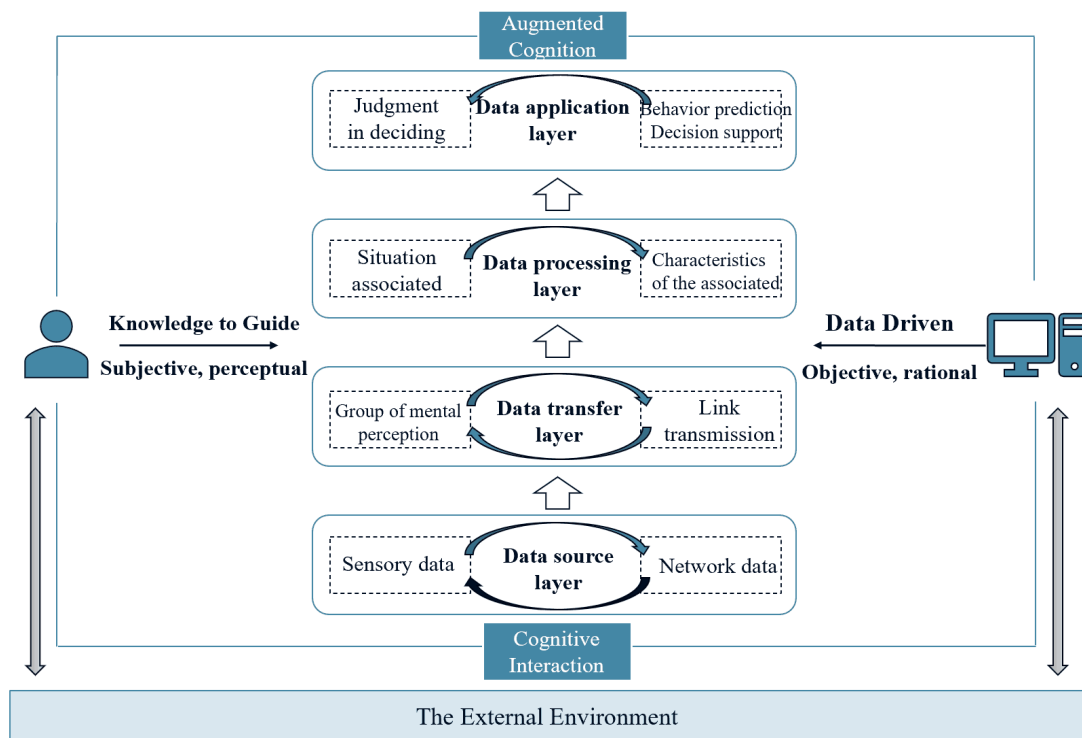 Augmented
Cognition
Judgment
in deciding
Data application
layer
Behavior prediction
Decision support
Situation
associated
Data processing
layer
Characteristics
of the associated
Knowledge to Guide
Subjective, perceptual
Data Driven
Objective, rational
Group of mental
perception
Data transfer
layer
Link
transmission
Sensory data
Data source
layer
Network data
Cognitive
Interaction
The External Environment